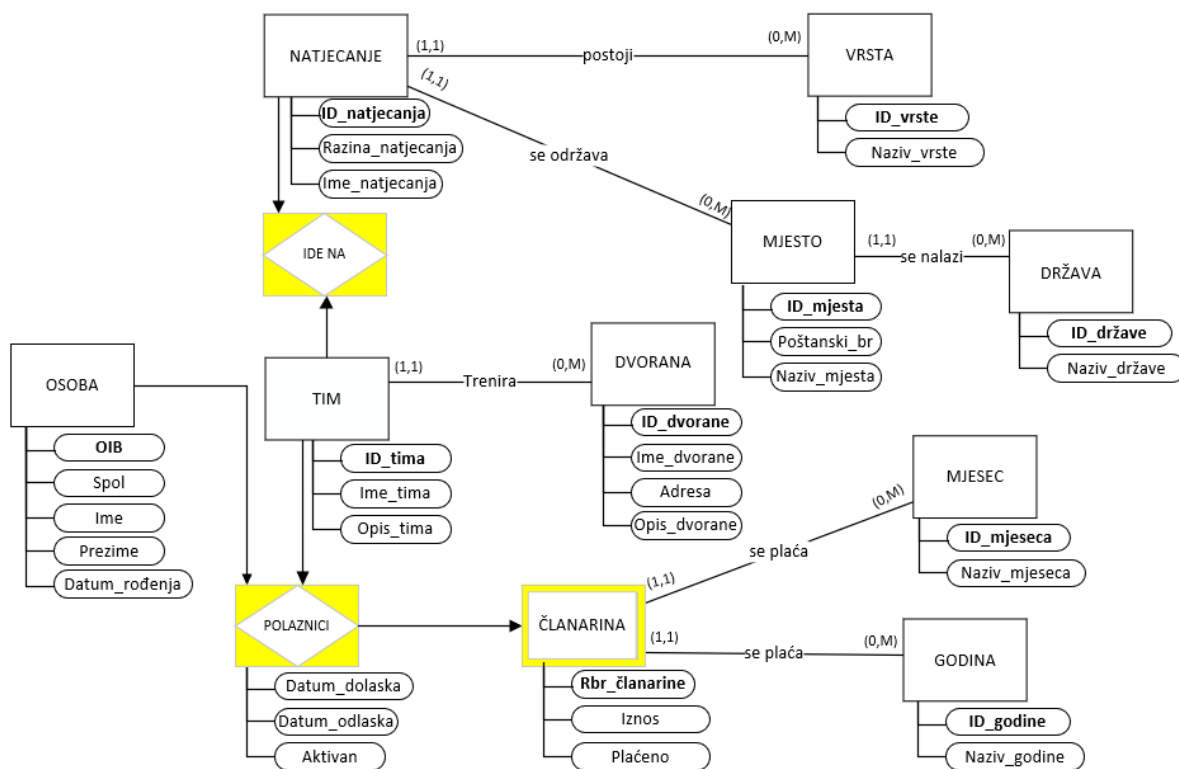 NATJECANJE
(1,1)
postoji
(0,M)
VRSTA
ID_natjecanja
Razina_natjecanja
Ime_natjecanja
(1,1)
se održava
(0,M)
ID_vrste
Naziv_vrste
IDE NA
MJESTO
(1,1)
se nalazi
(0,M)
DRŽAVA
ID_mjesta
Poštanski_br
Naziv_mjesta
ID_države
Naziv_države
OSOBA
OIB
Spol
Ime
Prezime
Datum_rođenja
TIM
(1,1)
Trenira
(0,M)
DVORANA
ID_tima
Ime_tima
Opis_tima
ID_dvorane
Ime_dvorane
Adresa
Opis_dvorane
MJESEC
(0,M)
se plaća
(1,1)
ID_mjeseca
Naziv_mjeseca
POLAZNICI
Datum_dolaska
Datum_odlaska
Aktivan
ČLANARINA
(1,1)
se plaća
(0,M)
GODINA
Rbr_članarine
Iznos
Plaćeno
ID_godine
Naziv_godine